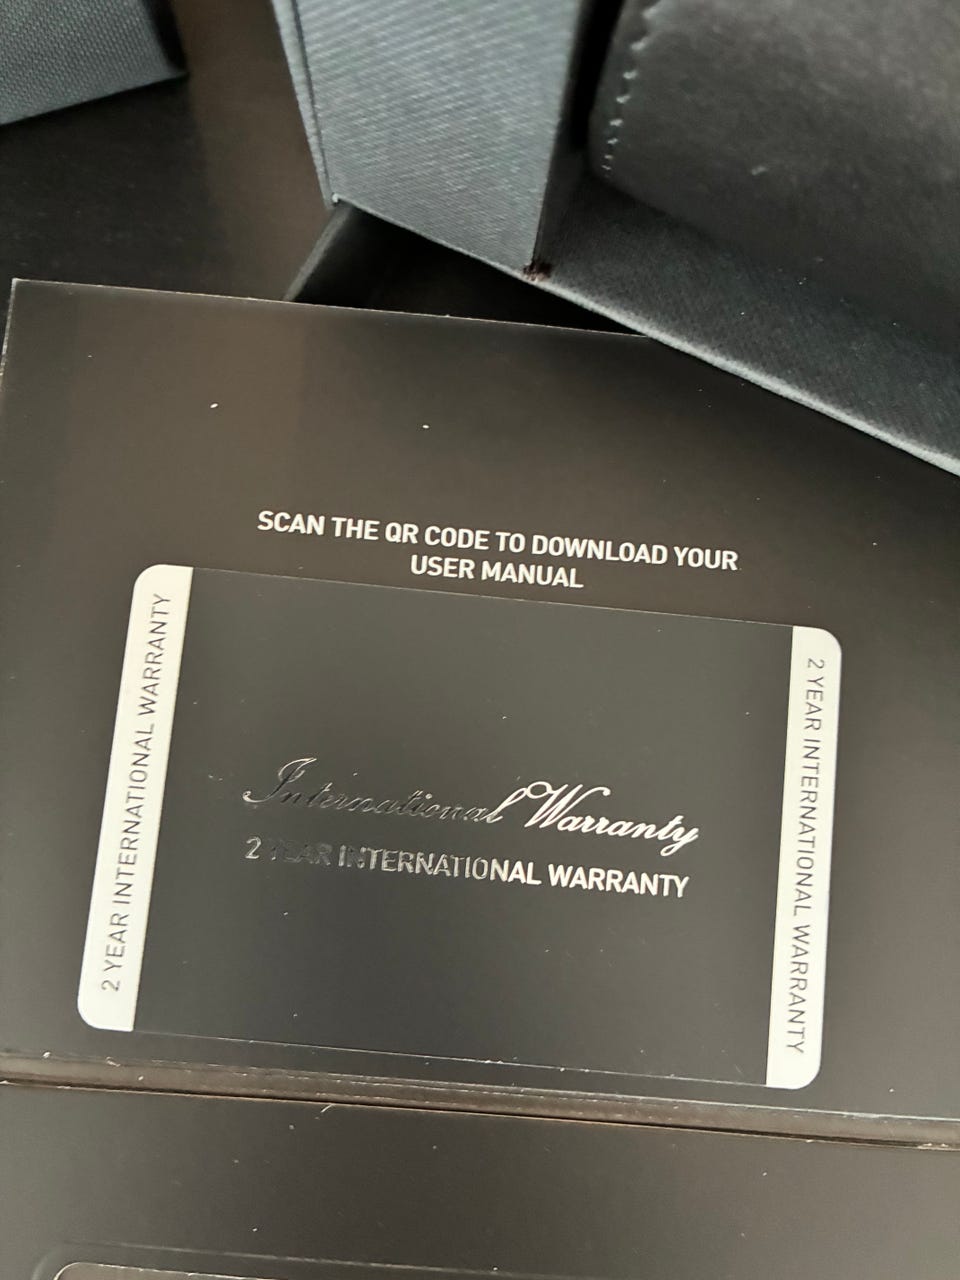 SCAN THE QR CODE TO DOWNLOAD YOUR
USER MANUAL
2 YEAR INTERNATIONAL WARRANTY
International Warranty
2 YEAR INTERNATIONAL WARRANTY
2 YEAR INTERNATIONAL WARRANTY